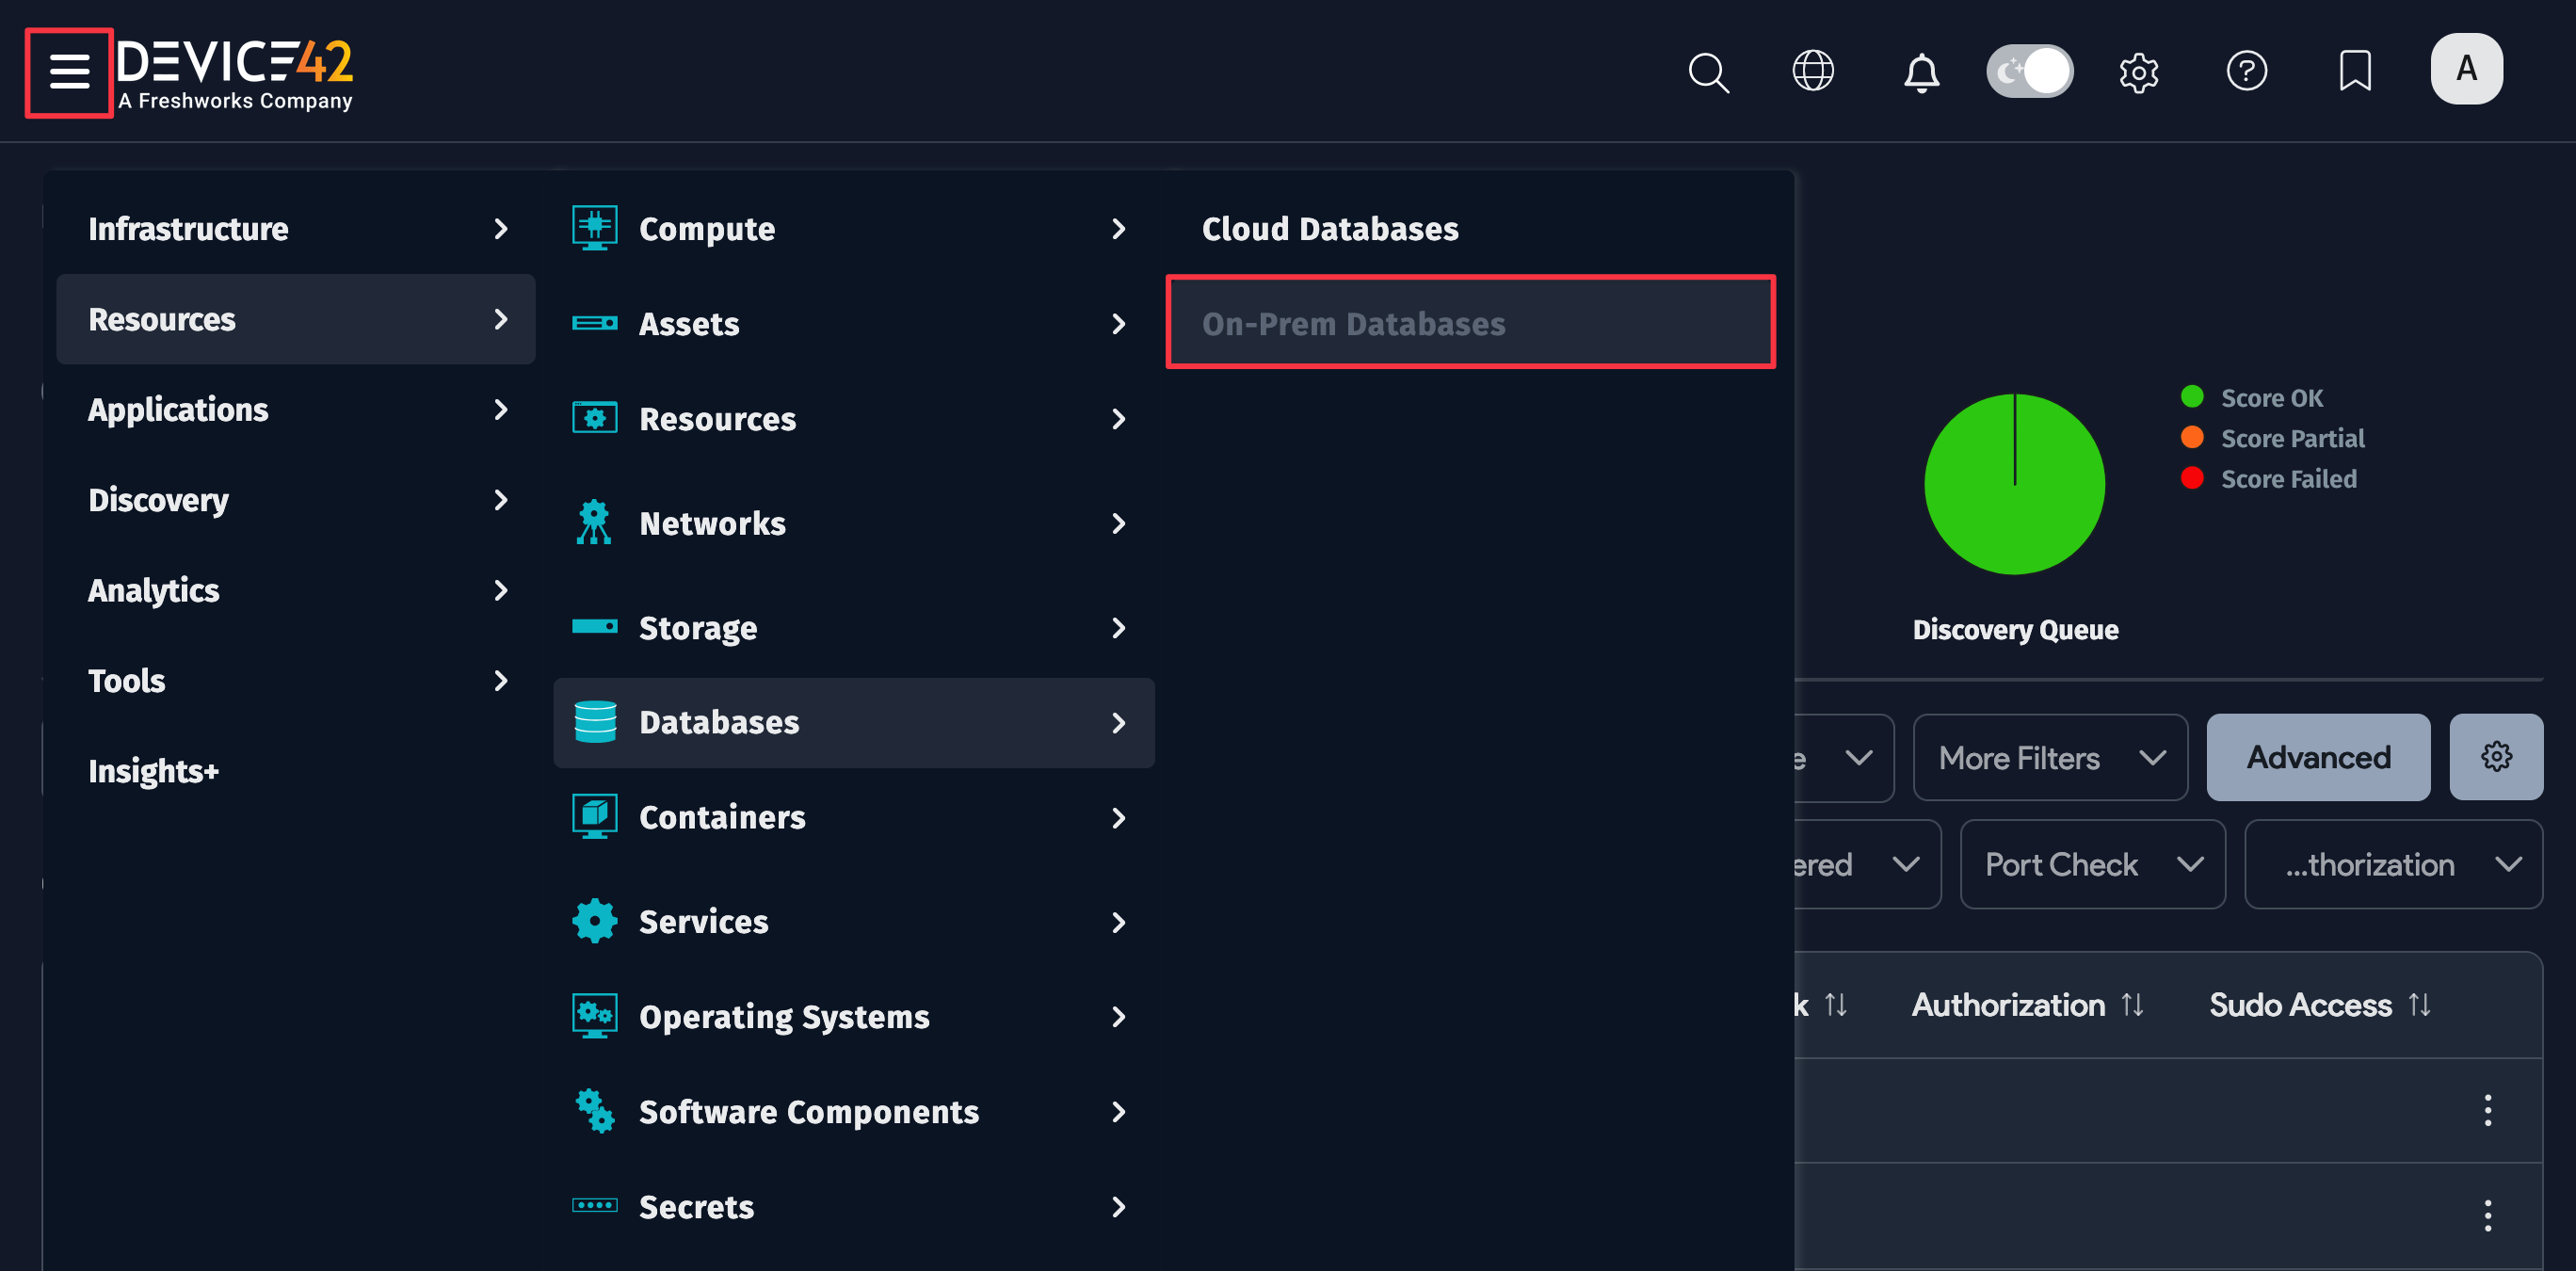 DEVICE42
A Freshworks Company
A
Infrastructure
Resources
Applications
Discovery
Analytics
Tools
Insights+
Compute
Assets
Resources
Networks
Storage
Databases
Containers
Services
Operating Systems
Software Components
Secrets
Cloud Databases
On-Prem Databases
Score OK
Score Partial
Score Failed
Discovery Queue
e
More Filters
Advanced
ered
Port Check
...thorization
k
Authorization
Sudo Access